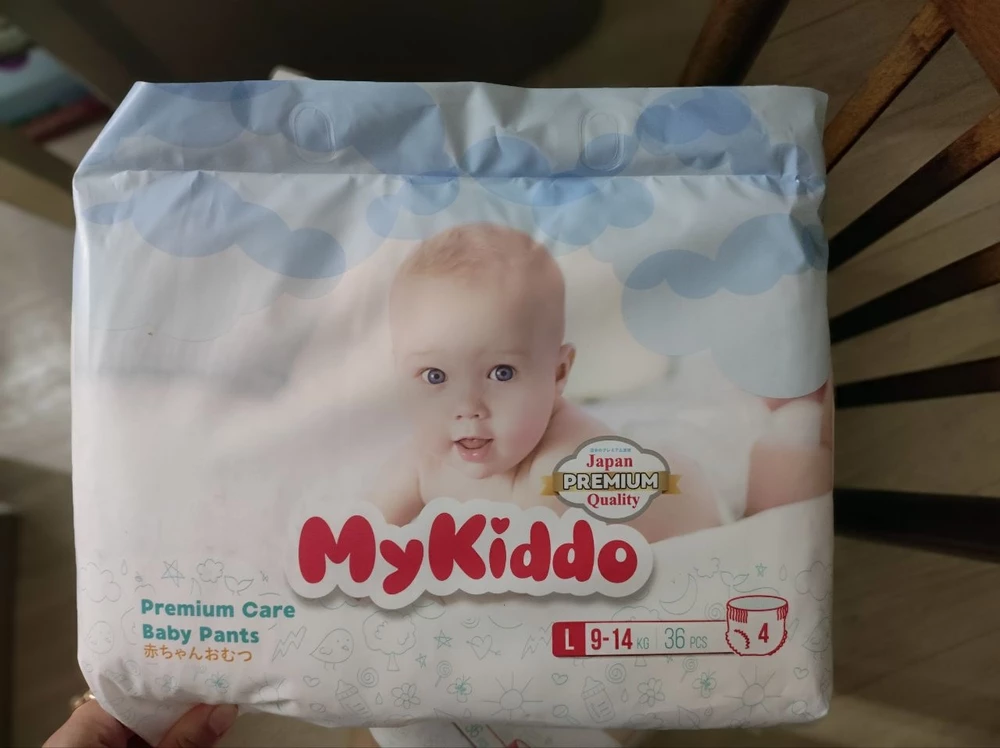 Japan
PREMIUM
Quality
MyKiddo
Premium Care
Baby Pants
赤ちゃんおむつ
L 9-14 KG 36 PCS 4